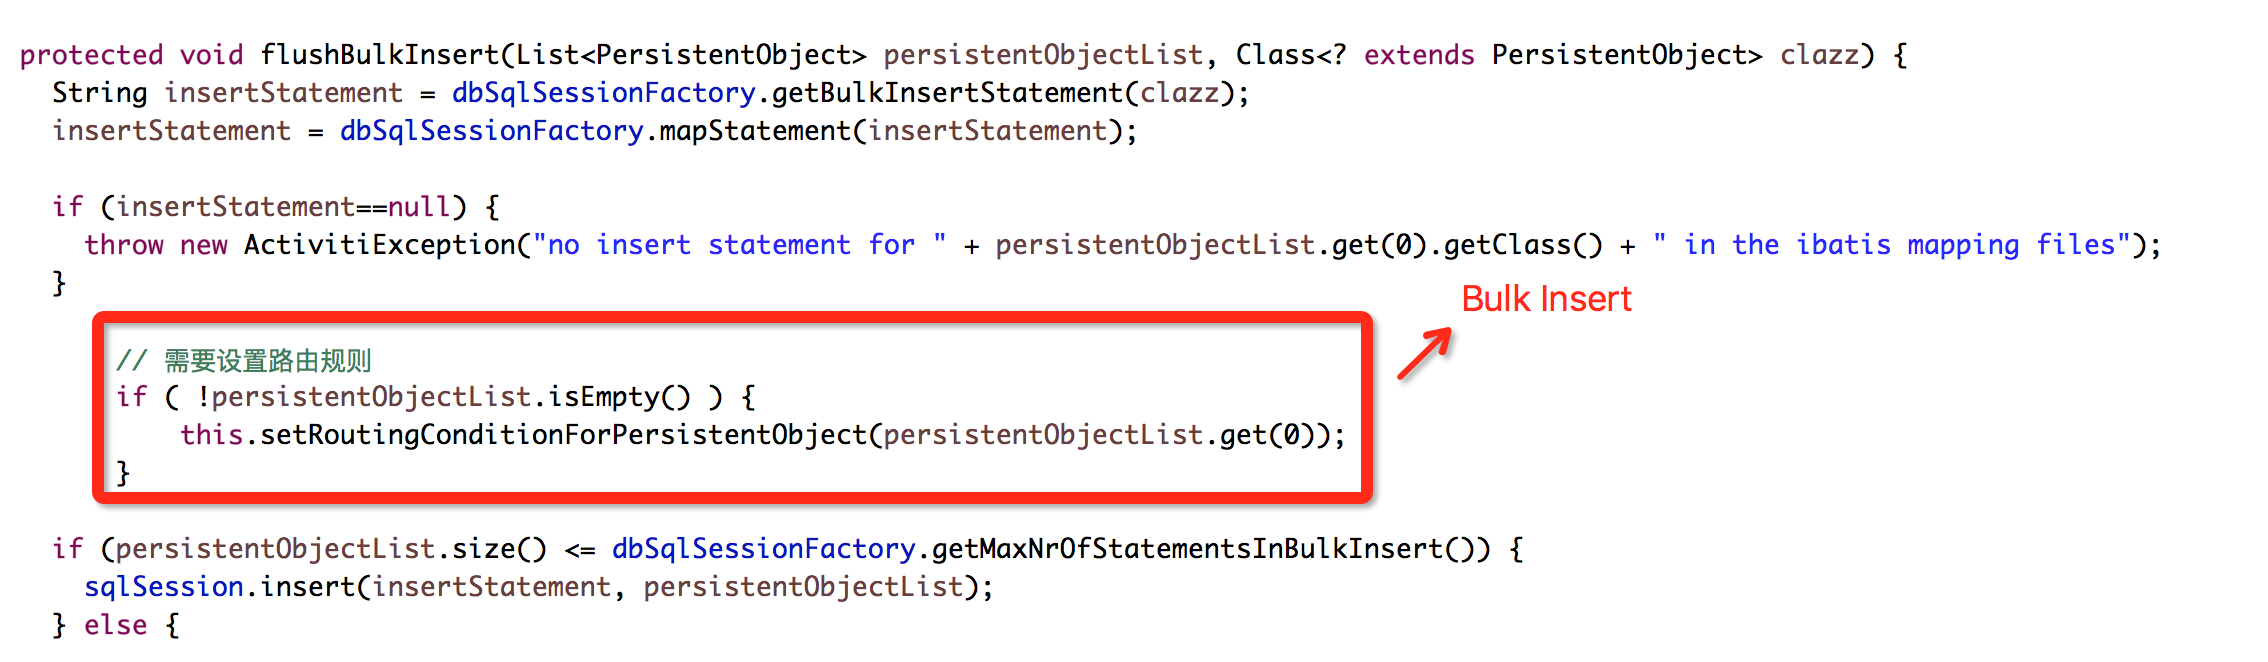 protected void flushBulkInsert(List<PersistentObject> persistentObjectList, Class<? extends PersistentObject> clazz) {
String insertStatement = dbSqlSessionFactory.getBulkInsertStatement(clazz);
insertStatement = dbSqlSessionFactory.mapStatement(insertStatement);
if (insertStatement==null) {
throw new ActivitiException("no insert statement for " + persistentObjectList.get(0).getClass() + " in the ibatis mapping files");
}
Bulk Insert
// 需要设置路由规则
if ( !persistentObjectList.isEmpty() ) {
this.setRoutingConditionForPersistentObject(persistentObjectList.get(0));
}
if (persistentObjectList.size() <= dbSqlSessionFactory.getMaxNrOfStatementsInBulkInsert()) {
sqlSession.insert(insertStatement, persistentObjectList);
} else {